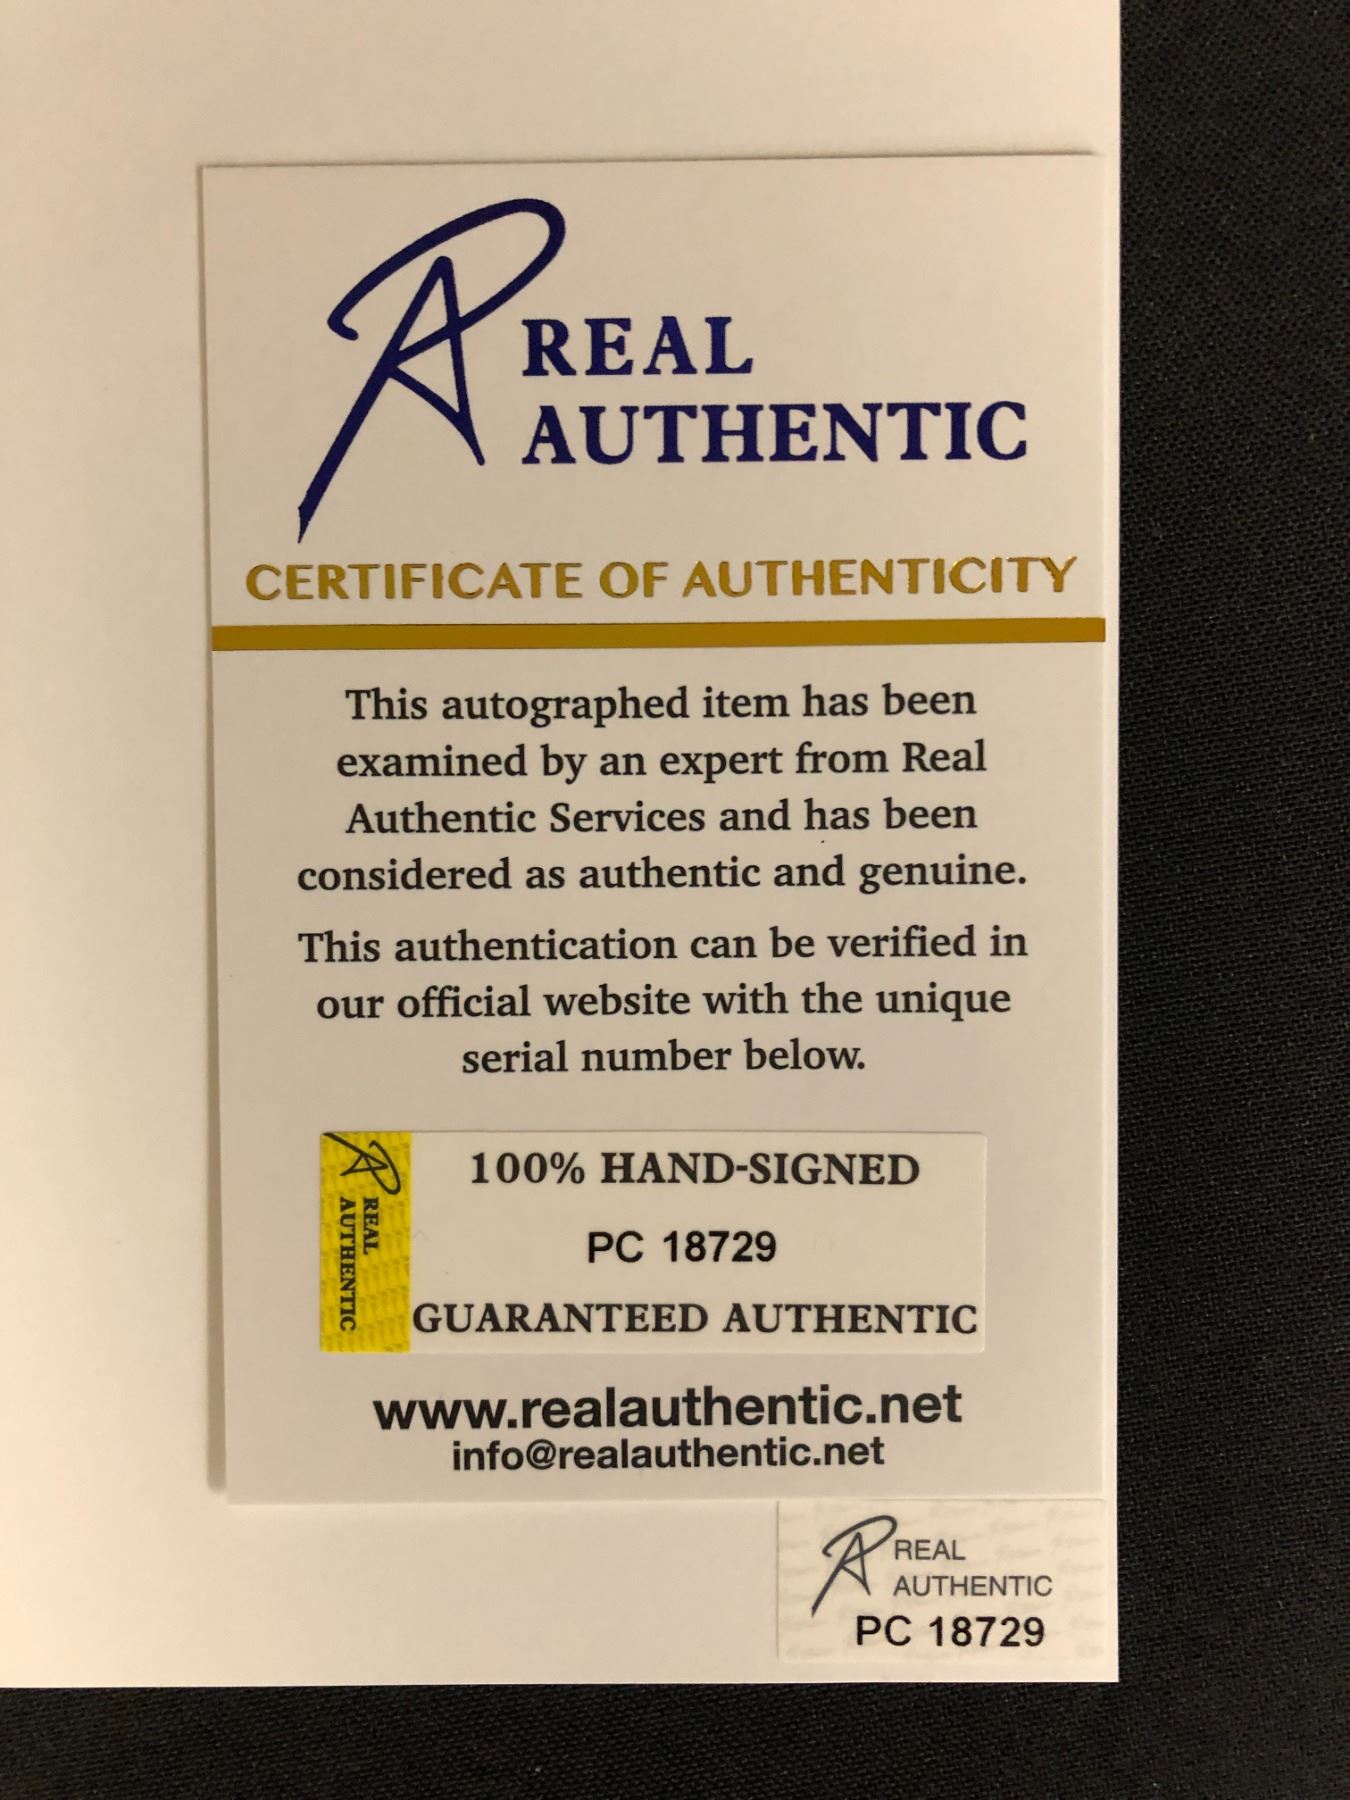 REAL
AUTHENTIC
CERTIFICATE OF AUTHENTICITY
This autographed item has been
examined by an expert from Real
Authentic Services and has been
considered as authentic and genuine.
This authentication can be verified in
our official website with the unique
serial number below.
REAL
AUTHENTIC
100% HAND-SIGNED
PC 18729
GUARANTEED AUTHENTIC
www.realauthentic.net
info@realauthentic.net
REAL
AUTHENTIC
PC 18729